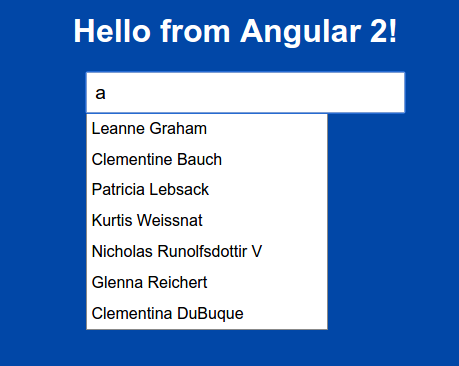 Hello from Angular 2!
a
Leanne Graham
Clementine Bauch
Patricia Lebsack
Kurtis Weissnat
Nicholas Runolfsdottir V
Glenna Reichert
Clementina DuBuque